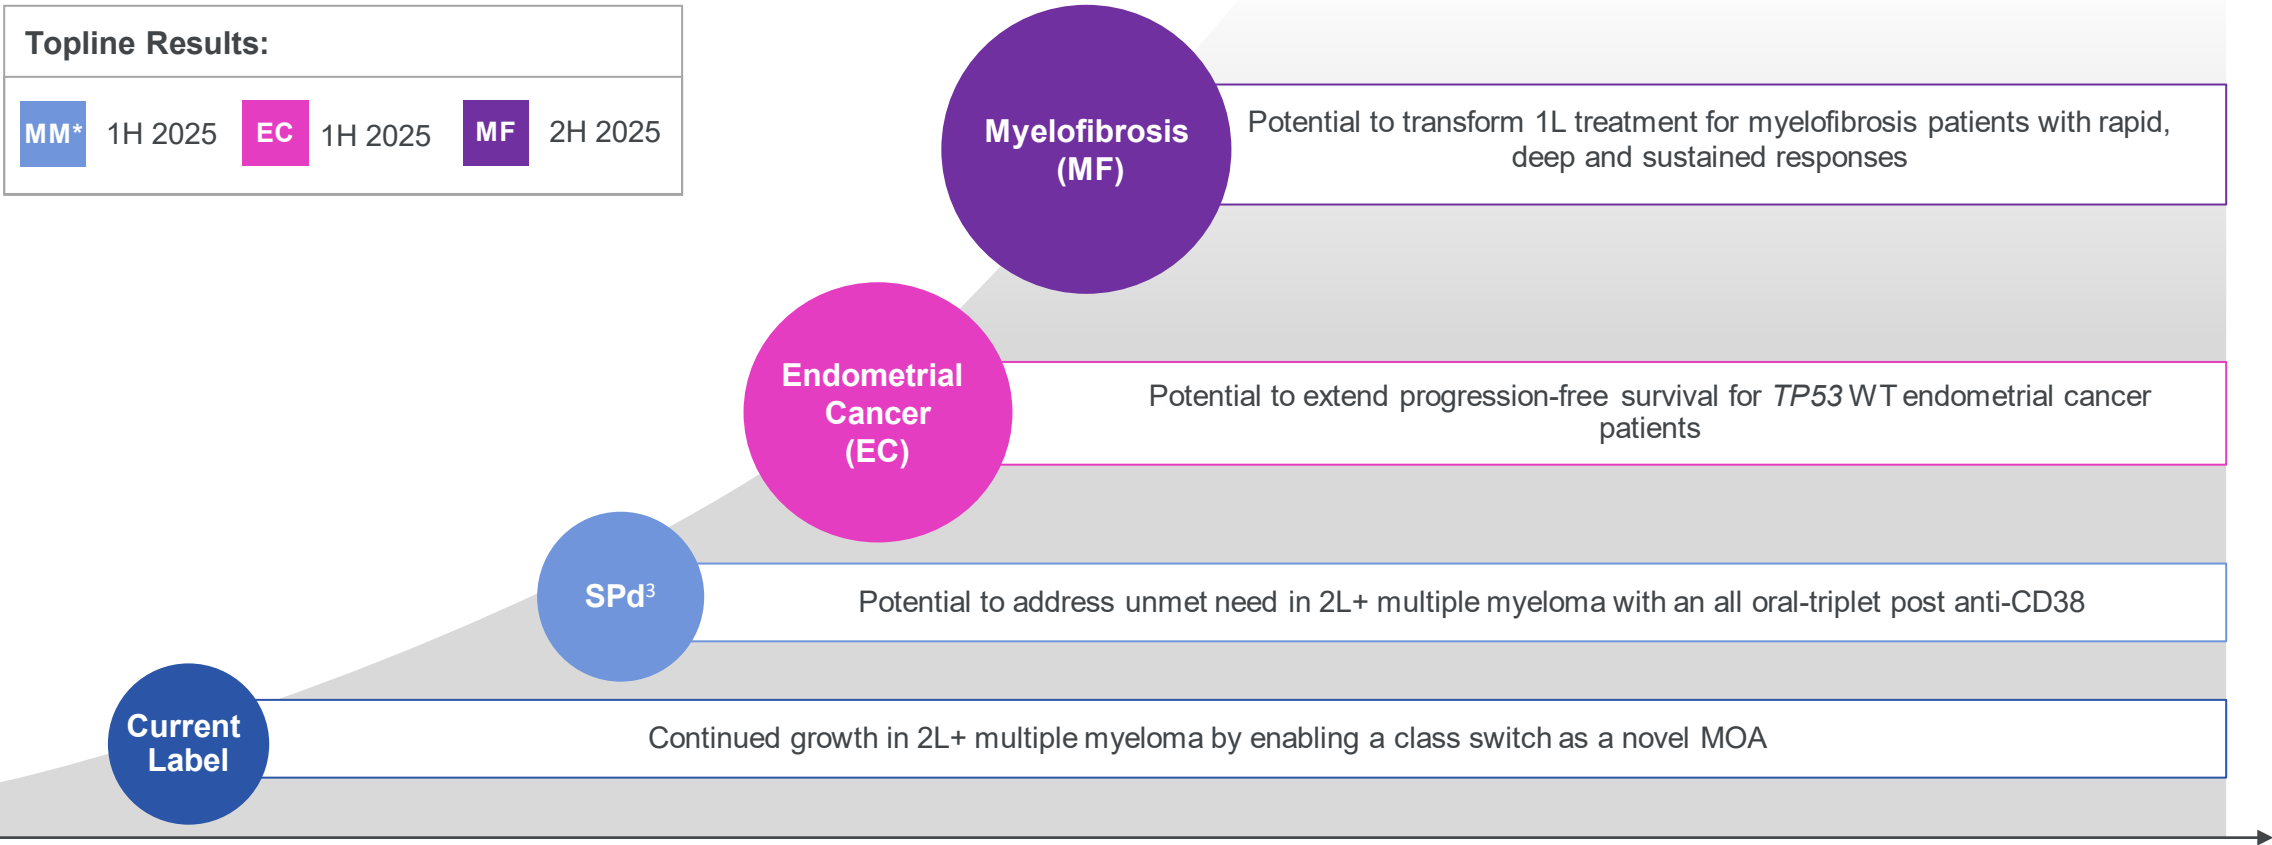 Topline Results:
MM* 1H 2025 EC 1H 2025 MF 2H 2025
Myelofibrosis
(MF)
Potential to transform 1L treatment for myelofibrosis patients with rapid,
deep and sustained responses
Endometrial
Cancer
(EC)
Potential to extend progression-free survival for TP53 WT endometrial cancer
patients
SPd³
Potential to address unmet need in 2L+ multiple myeloma with an all oral-triplet post anti-CD38
Current
Label
Continued growth in 2L+ multiple myeloma by enabling a class switch as a novel MOA